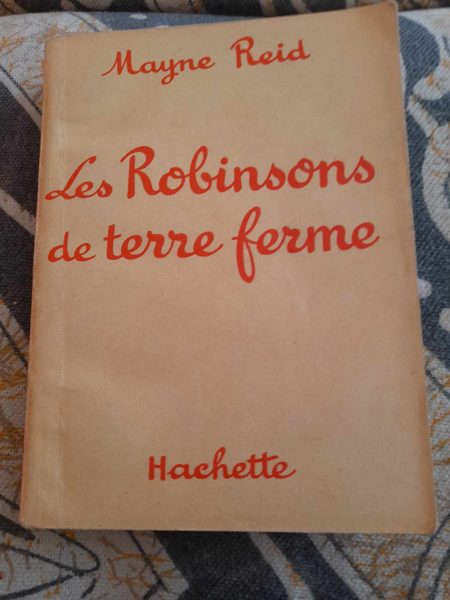 Mayne Reid
Les Robinsons
de terre ferme
Hachette